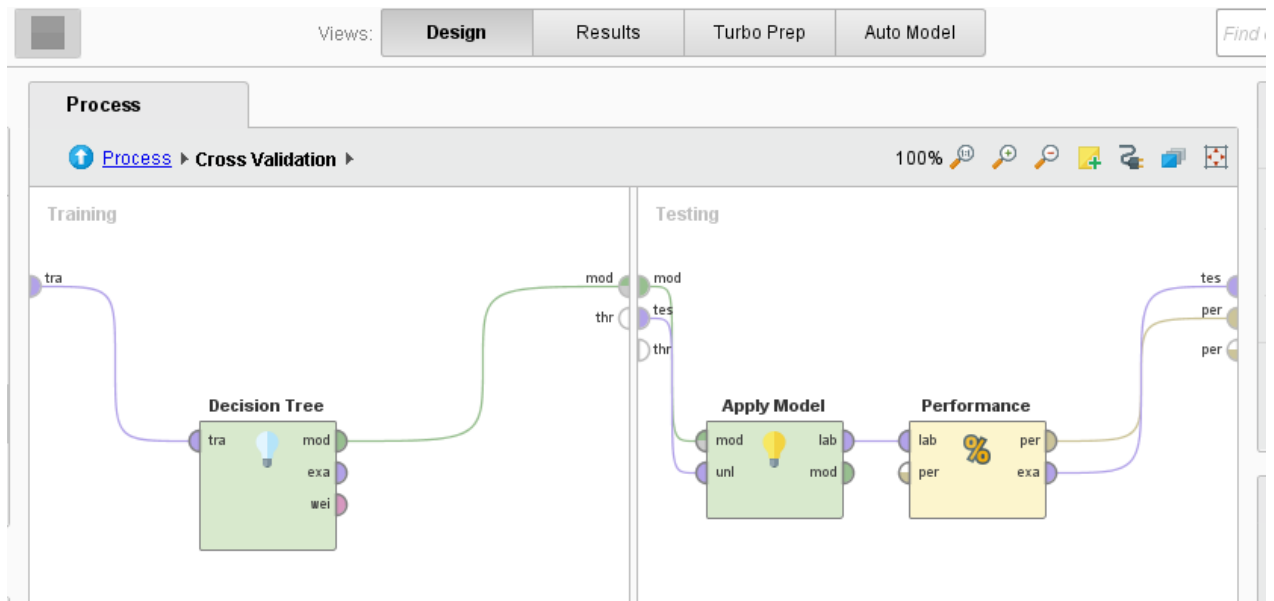 Views: Design Results Turbo Prep Auto Model Find
Process
Process Cross Validation 100%
Training Testing
tra mod mod tes
thr tes per
thr per
Decision Tree Apply Model Performance
tra mod mod lab lab per
exa unl mod per exa
wei